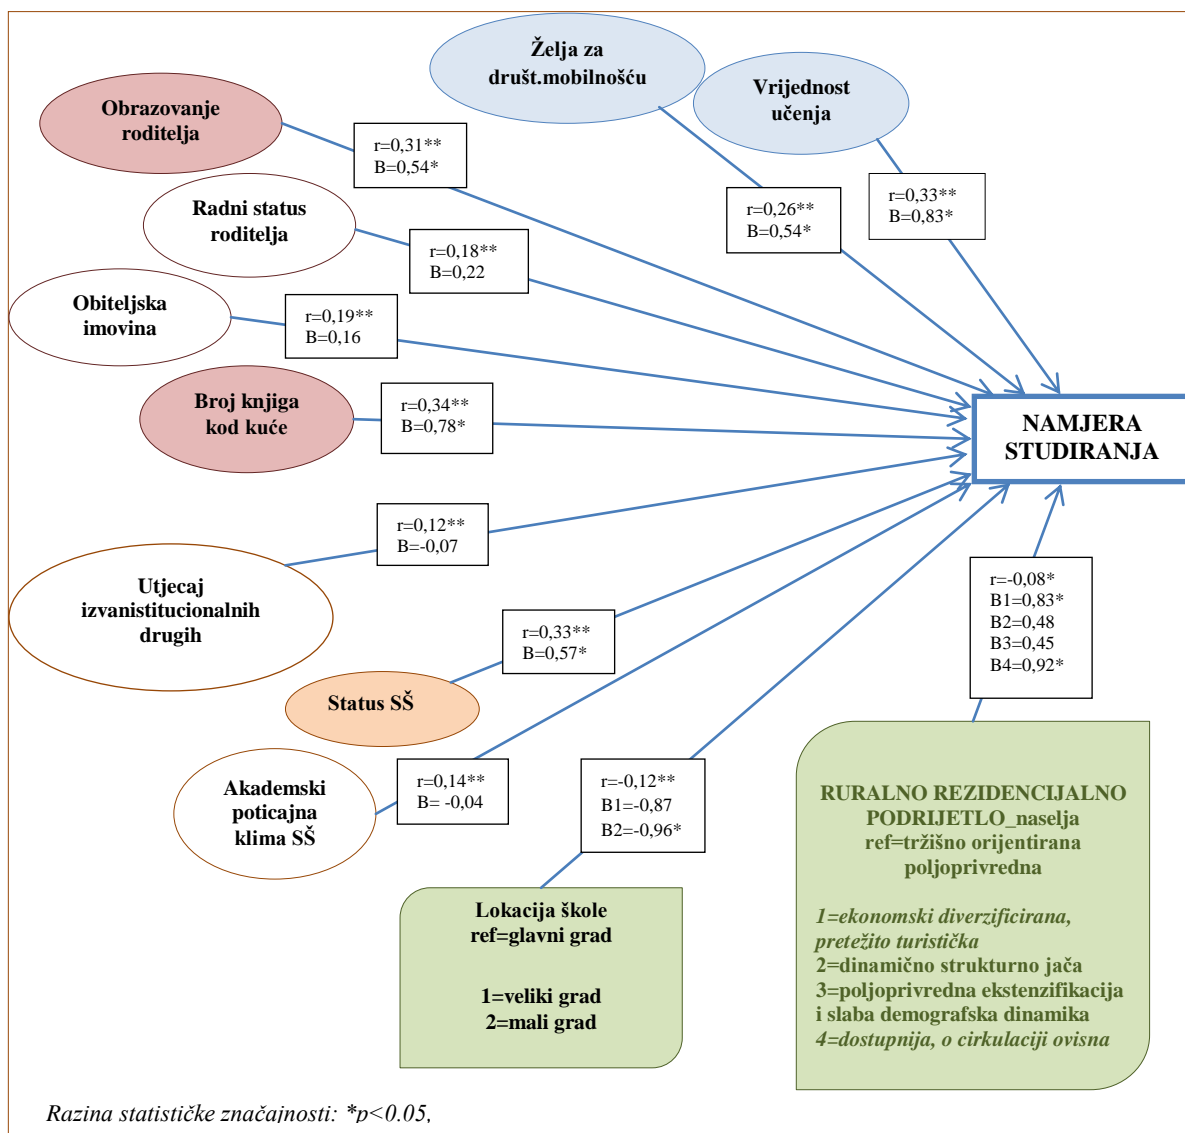 Želja za
društ.mobilnošću
Vrijednost
učenja
Obrazovanje
roditelja
r=0,31**
B=0,54*
r=0,26**
B=0,54*
r=0,33**
B=0,83*
Radni status
roditelja
r=0,18**
B=0,22
Obiteljska
imovina
r=0,19**
B=0,16
Broj knjiga
kod kuće
r=0,34**
B=0,78*
NAMJERA
STUDIRANJA
r=0,12**
B=-0,07
Utjecaj
izvaninstitucionalnih
drugih
r=0,33**
B=0,57*
r=-0,08*
B1=0,83*
B2=0,48
B3=0,45
B4=0,92*
Status SŠ
Akademski
poticajna
klima SŠ
r=0,14**
B= -0,04
r=-0,12**
B1=-0,87
B2=-0,96*
RURALNO REZIDENCIJALNO
PODRIJETLO_naselja
ref=tržišno orijentirana
poljoprivredna
1=ekonomski diverzificirana,
pretežito turistička
2=dinamično strukturno jača
3=poljoprivredna ekstenzifikacija
i slaba demografska dinamika
4=dostupnija, o cirkulaciji ovisna
Lokacija škole
ref=glavni grad
1=veliki grad
2=mali grad
Razina statističke značajnosti: *p<0.05,